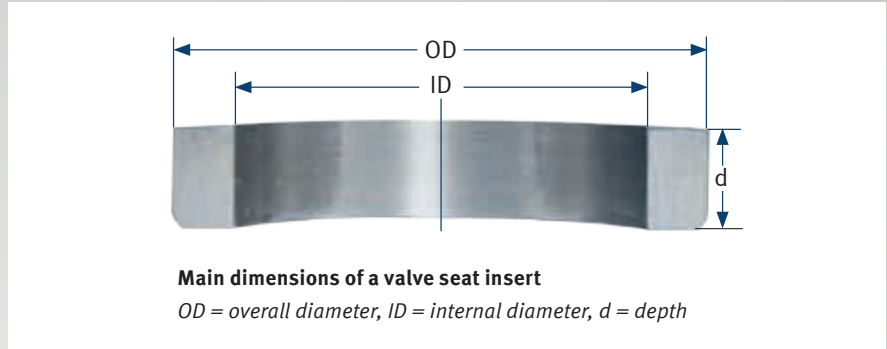 OD
ID
d
Main dimensions of a valve seat insert
OD = overall diameter, ID = internal diameter, d = depth